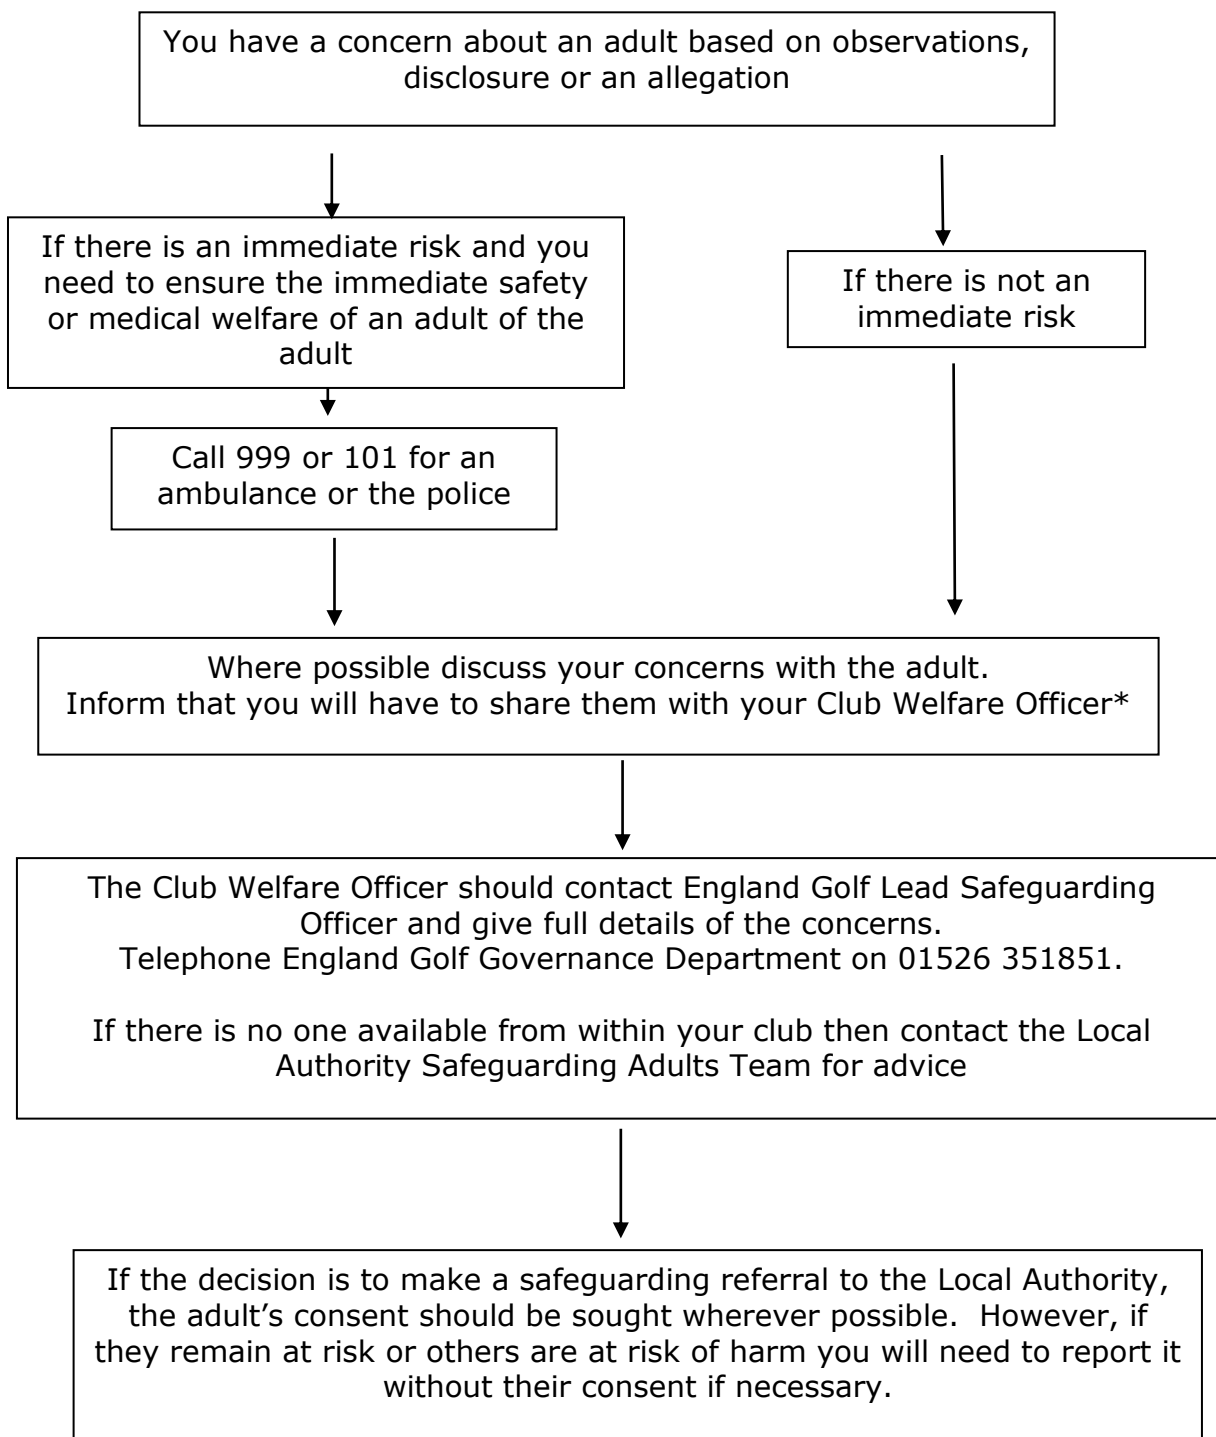 You have a concern about an adult based on observations,
disclosure or an allegation
If there is an immediate risk and you
need to ensure the immediate safety
or medical welfare of an adult of the
adult
If there is not an
immediate risk
Call 999 or 101 for an
ambulance or the police
Where possible discuss your concerns with the adult.
Inform that you will have to share them with your Club Welfare Officer*
The Club Welfare Officer should contact England Golf Lead Safeguarding
Officer and give full details of the concerns.
Telephone England Golf Governance Department on 01526 351851.
If there is no one available from within your club then contact the Local
Authority Safeguarding Adults Team for advice
If the decision is to make a safeguarding referral to the Local Authority,
the adult’s consent should be sought wherever possible.  However, if
they remain at risk or others are at risk of harm you will need to report it
without their consent if necessary.